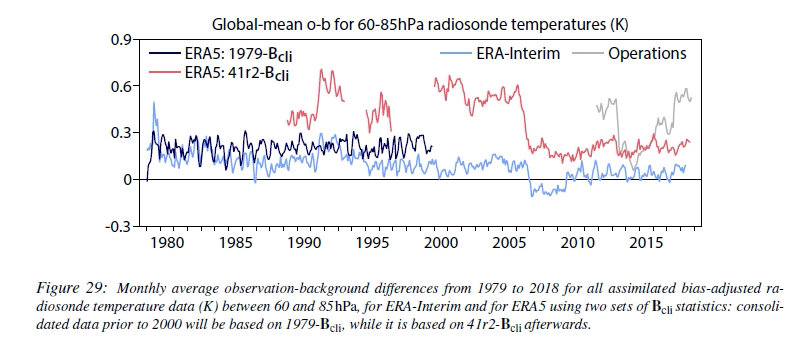 Global-mean o-b for 60-85hPa radiosonde temperatures (K)
0.9
0.6
0.3
0
-0.3
ERA5: 1979-Bcli
ERA5: 41r2-Bcli
ERA-Interim
Operations
1980 1985 1990 1995 2000 2005 2010 2015
Figure 29: Monthly average observation-background differences from 1979 to 2018 for all assimilated bias-adjusted ra-
diosonde temperature data (K) between 60 and 85hPa, for ERA-Interim and for ERA5 using two sets of Bcli statistics: consoli-
dated data prior to 2000 will be based on 1979-Bcli, while it is based on 41r2-Bcli afterwards.